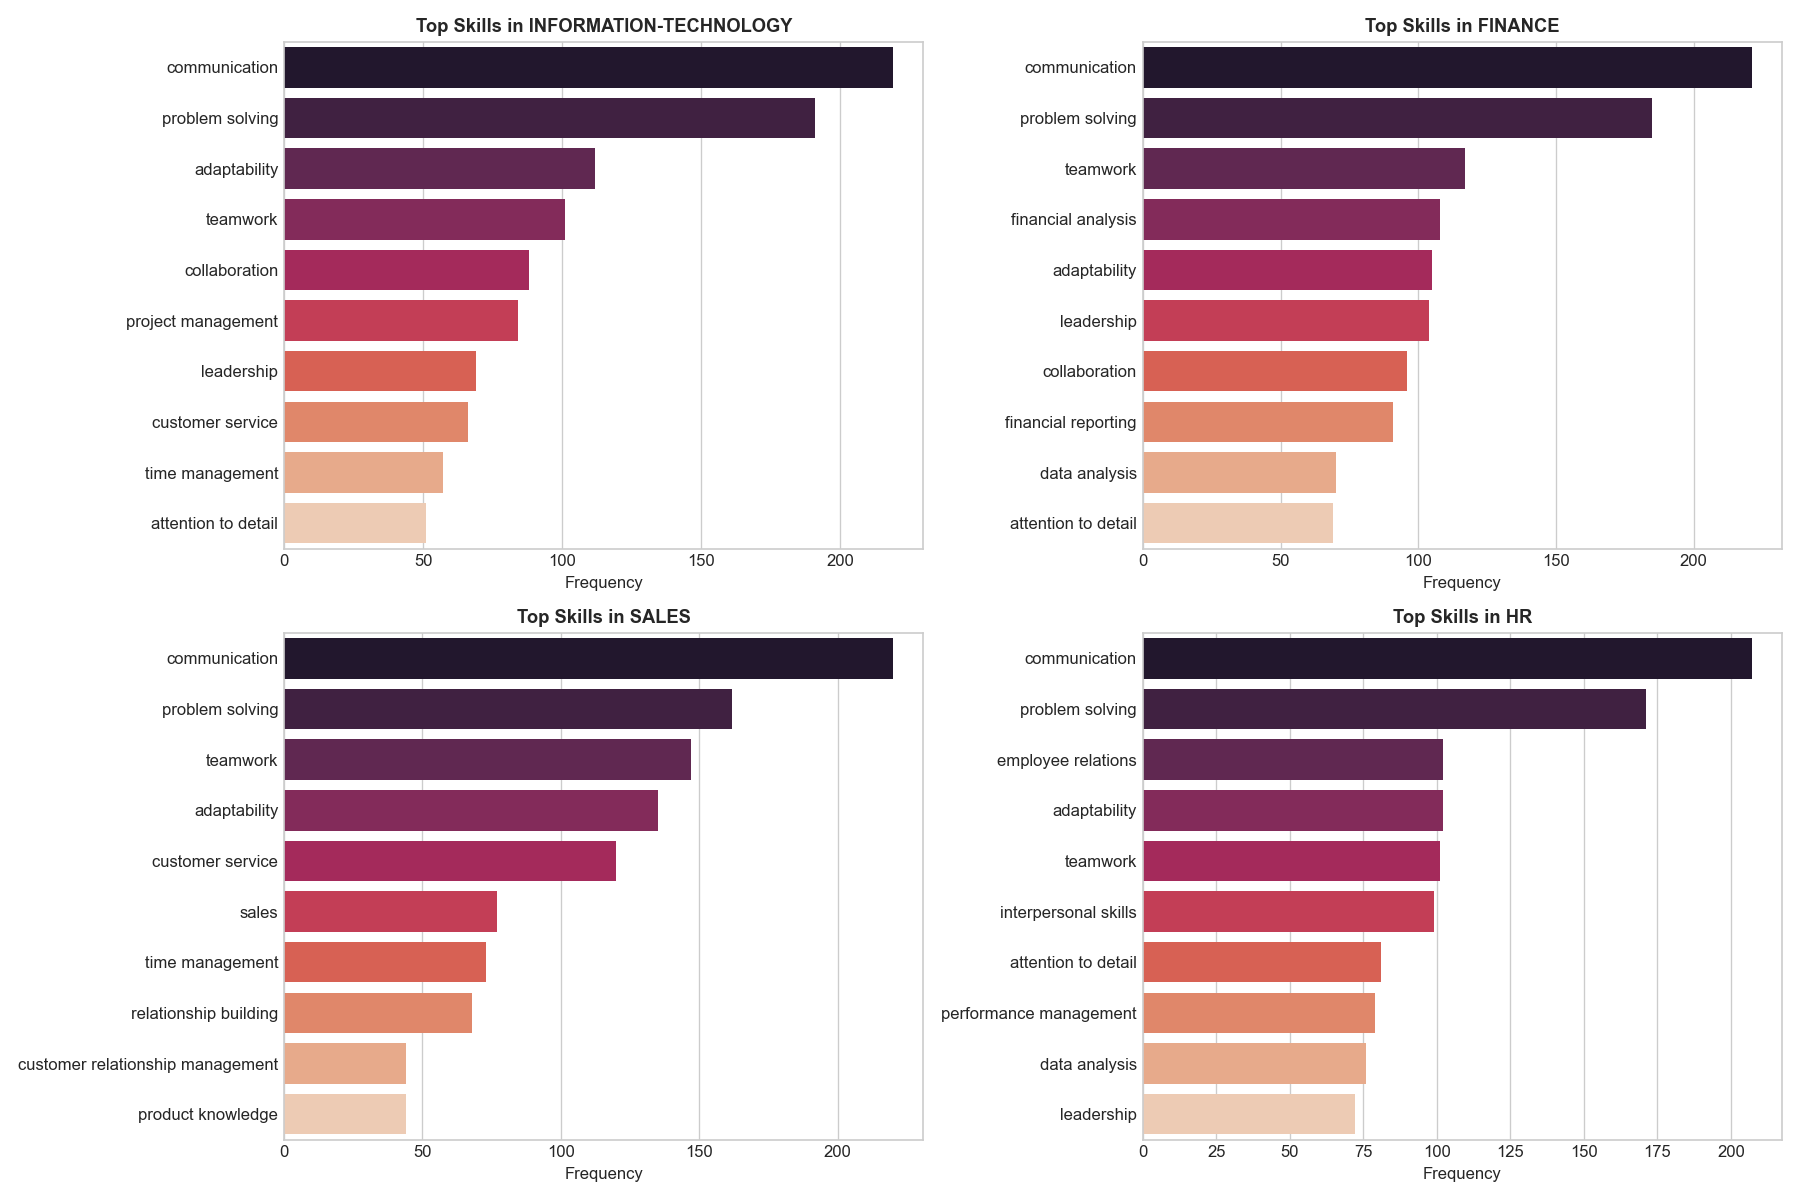 Top Skills in INFORMATION-TECHNOLOGY
communication
problem solving
adaptability
teamwork
collaboration
project management
leadership
customer service
time management
attention to detail
0 50 100 150 200
Frequency
Top Skills in FINANCE
communication
problem solving
teamwork
financial analysis
adaptability
leadership
collaboration
financial reporting
data analysis
attention to detail
0 50 100 150 200
Frequency
Top Skills in SALES
communication
problem solving
teamwork
adaptability
customer service
sales
time management
relationship building
customer relationship management
product knowledge
0 50 100 150 200
Frequency
Top Skills in HR
communication
problem solving
employee relations
adaptability
teamwork
interpersonal skills
attention to detail
performance management
data analysis
leadership
0 25 50 75 100 125 150 175 200
Frequency